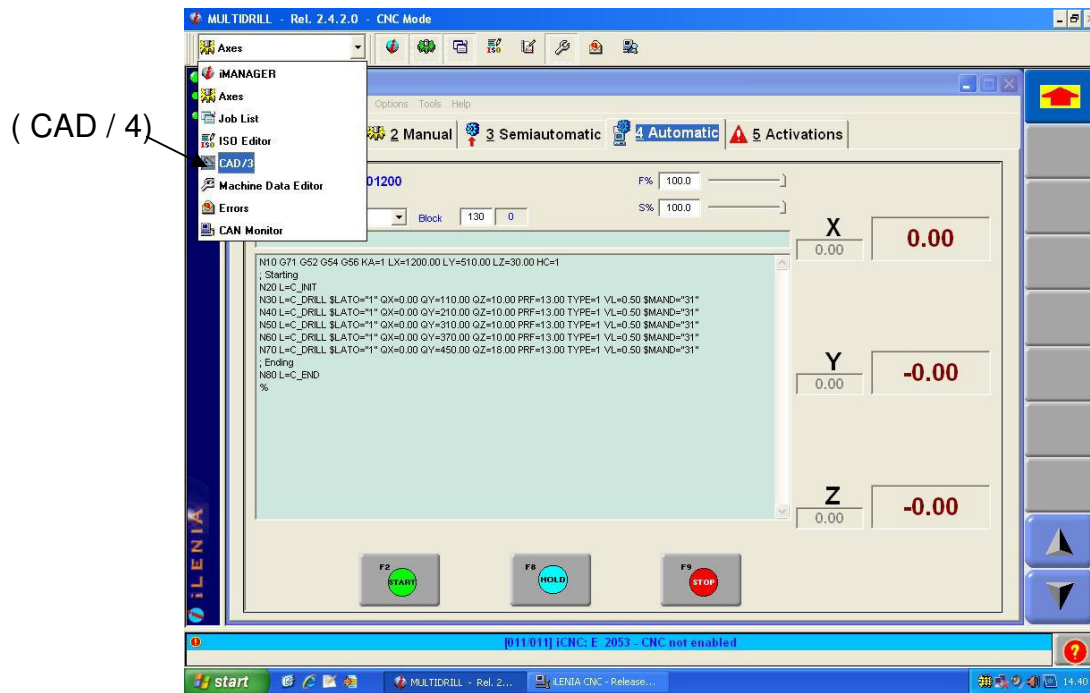 MULTIDRILL - Rel. 2.4.2.0 - CNC Mode
Axes
iMANAGER
Axes
Job List
ISO Editor
CAD/3
Machine Data Editor
Errors
CAN Monitor
( CAD / 4)
Options Tools Help
2 Manual 3 Semiautomatic 4 Automatic 5 Activations
01200
F% 100.0
S% 100.0
Block 130 0
N10 G71 G52 G54 G56 KA=1 LX=1200.00 LY=510.00 LZ=30.00 HC=1
; Starting
N20 L=C_INIT
N30 L=C_DRILL $LATO="1" QX=0.00 QY=110.00 QZ=10.00 PRF=13.00 TYPE=1 VL=0.50 $MAND="31"
N40 L=C_DRILL $LATO="1" QX=0.00 QY=210.00 QZ=10.00 PRF=13.00 TYPE=1 VL=0.50 $MAND="31"
N50 L=C_DRILL $LATO="1" QX=0.00 QY=310.00 QZ=10.00 PRF=13.00 TYPE=1 VL=0.50 $MAND="31"
N60 L=C_DRILL $LATO="1" QX=0.00 QY=370.00 QZ=10.00 PRF=13.00 TYPE=1 VL=0.50 $MAND="31"
N70 L=C_DRILL $LATO="1" QX=0.00 QY=450.00 QZ=18.00 PRF=13.00 TYPE=1 VL=0.50 $MAND="31"
; Ending
N80 L=C_END
%
X
0.00 0.00
Y
0.00 -0.00
Z
0.00 -0.00
F2 START
F8 HOLD
F9 STOP
iLENIA
[011/011] iCNC: E 2053 - CNC not enabled
start MULTIDRILL - Rel. 2... iLENIA CNC - Release... 14.40